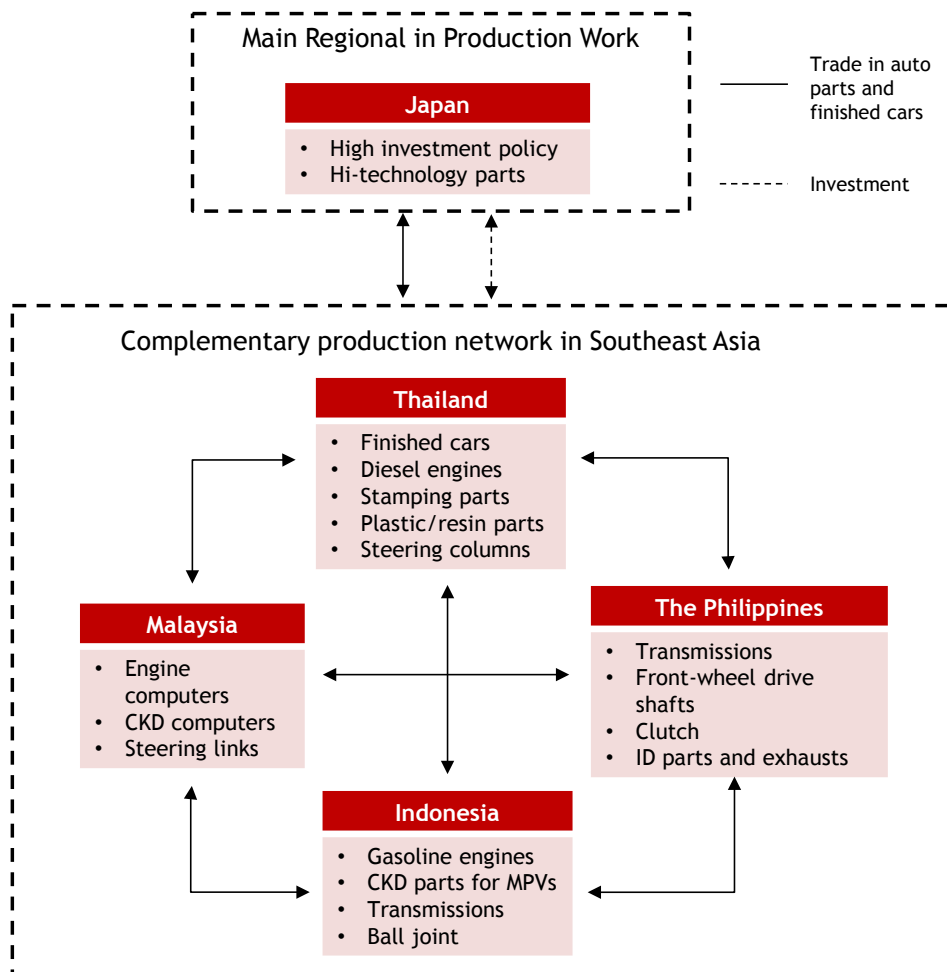 Main Regional in Production Work
Japan
• High investment policy
• Hi-technology parts
Trade in auto
parts and
finished cars
Investment
Complementary production network in Southeast Asia
Thailand
• Finished cars
• Diesel engines
• Stamping parts
• Plastic/resin parts
• Steering columns
Malaysia
• Engine
computers
• CKD computers
• Steering links
The Philippines
• Transmissions
• Front-wheel drive
shafts
• Clutch
• ID parts and exhausts
Indonesia
• Gasoline engines
• CKD parts for MPVs
• Transmissions
• Ball joint